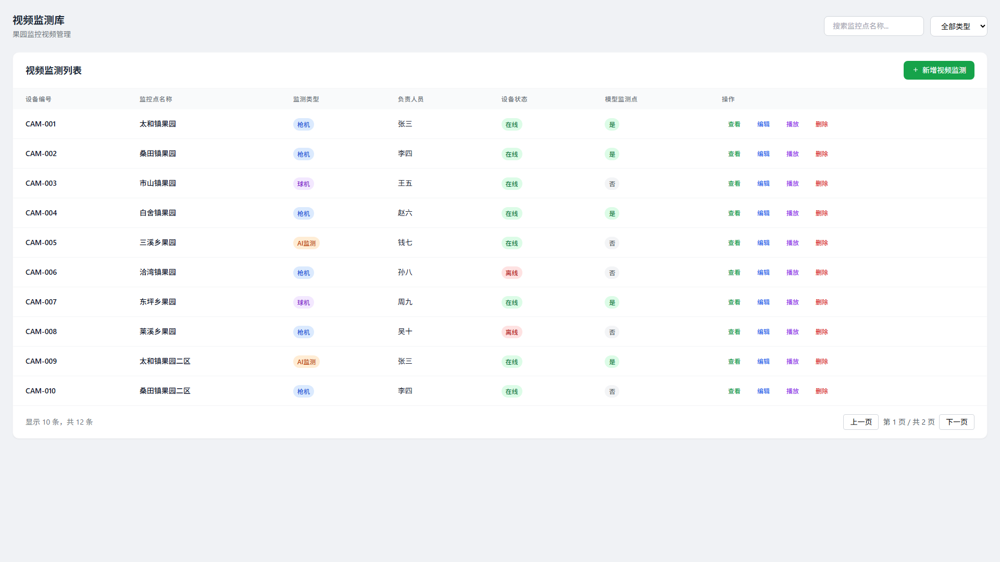 视频监测库
果园监控视频管理
搜索监控点名称...
全部类型
视频监测列表
+ 新增视频监测
设备编号 监控点名称 监测类型 负责人员 设备状态 模型监测点 操作
CAM-001 太和镇果园 枪机 张三 在线 是 查看 编辑 播放 删除
CAM-002 桑田镇果园 枪机 李四 在线 是 查看 编辑 播放 删除
CAM-003 市山镇果园 球机 王五 在线 否 查看 编辑 播放 删除
CAM-004 白舍镇果园 枪机 赵六 在线 是 查看 编辑 播放 删除
CAM-005 三溪乡果园 AI监测 钱七 在线 否 查看 编辑 播放 删除
CAM-006 洽湾镇果园 枪机 孙八 离线 否 查看 编辑 播放 删除
CAM-007 东坪乡果园 球机 周九 在线 是 查看 编辑 播放 删除
CAM-008 莱溪乡果园 枪机 吴十 离线 否 查看 编辑 播放 删除
CAM-009 太和镇果园二区 AI监测 张三 在线 是 查看 编辑 播放 删除
CAM-010 桑田镇果园二区 枪机 李四 在线 否 查看 编辑 播放 删除
显示 10 条，共 12 条
上一页 第 1 页 / 共 2 页 下一页